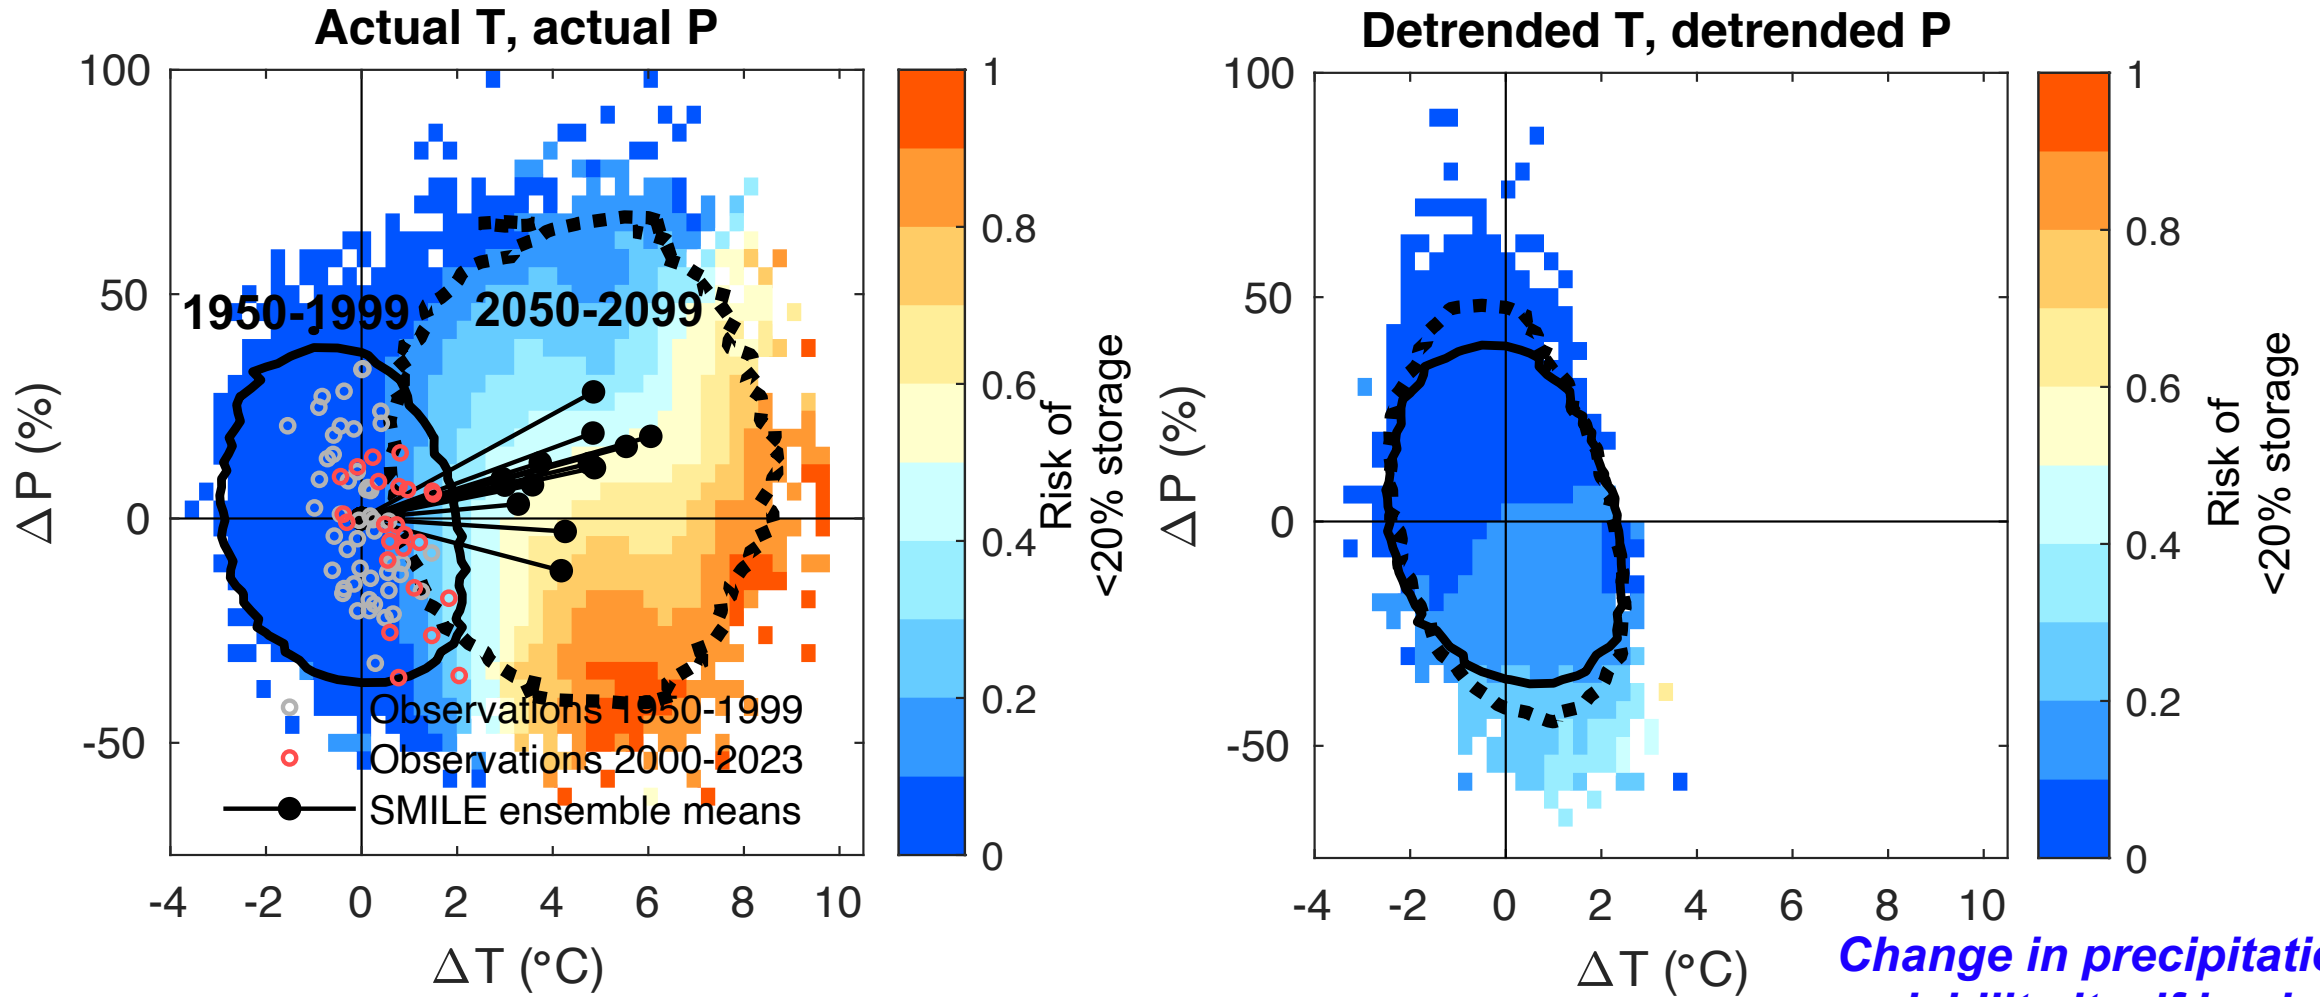 Actual T, actual P
100
50
0
-50
-4 -2 0 2 4 6 8 10
ΔP (%)
ΔT (°C)
1950-1999
2050-2099
Observations 1950-1999
Observations 2000-2023
SMILE ensemble means
1
0.8
0.6
0.4
0.2
0
Risk of
<20% storage
Detrended T, detrended P
100
50
0
-50
-4 -2 0 2 4 6 8 10
ΔP (%)
ΔT (°C)
1
0.8
0.6
0.4
0.2
0
Risk of
<20% storage
Change in precipitatio